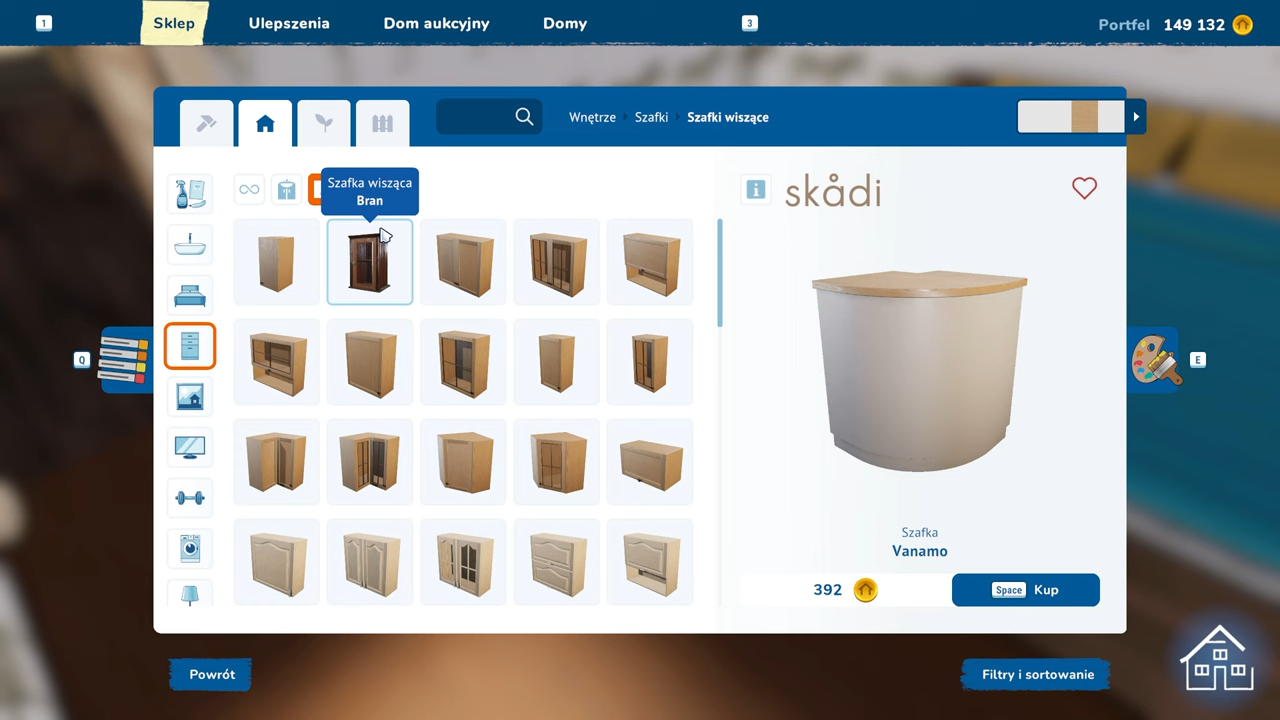 1
Sklep
Ulepszenia
Dom aukcyjny
Domy
3
Portfel 149 132
Wnętrze Szafki Szafki wiszące
Szafka wisząca
Bran
skådi
Q
E
Szafka
Vanamo
392
Space Kup
Powrót
Filtry i sortowanie